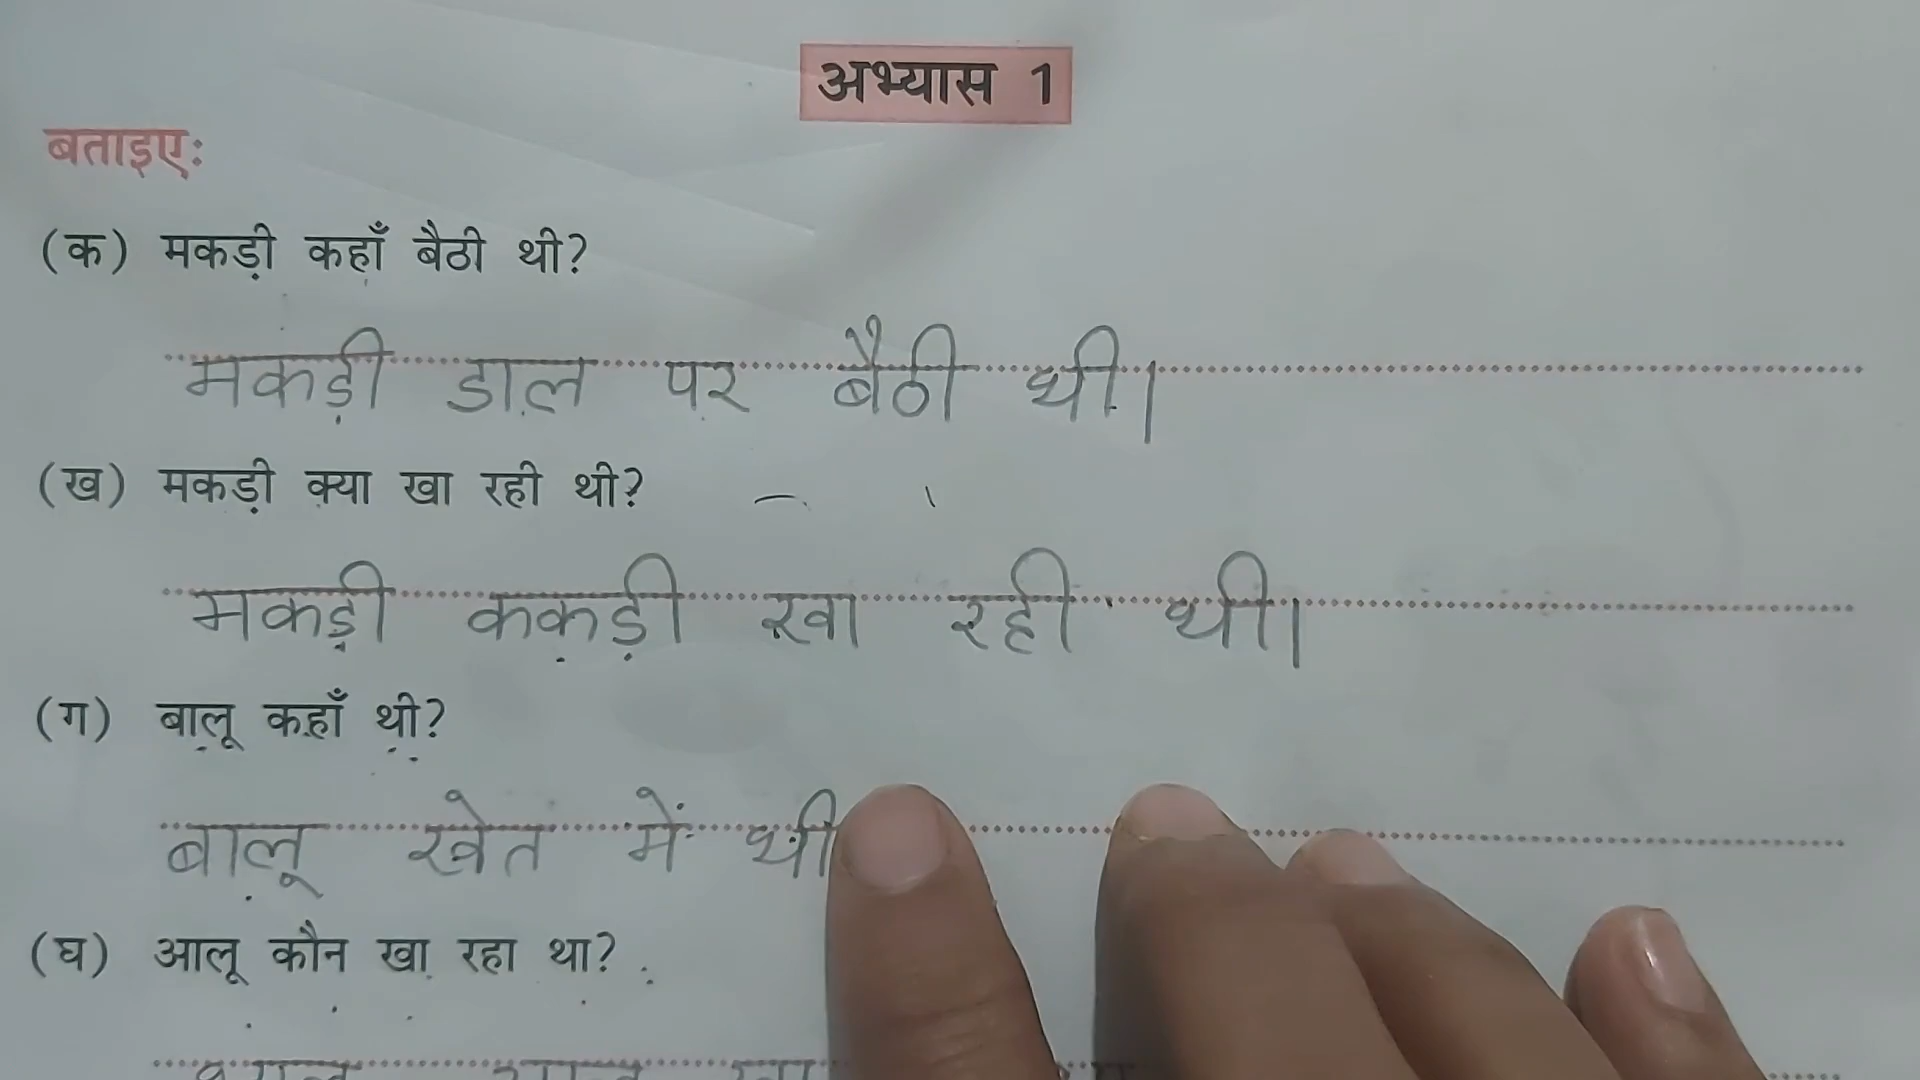 अभ्यास 1
बताइए:
(क) मकड़ी कहाँ बैठी थी?
मकड़ी डाल पर बैठी थी।
(ख) मकड़ी क्या खा रही थी?
मकड़ी ककड़ी खा रही थी।
(ग) बालू कहाँ थी?
बालू खेत में थी
(घ) आलू कौन खा रहा था?